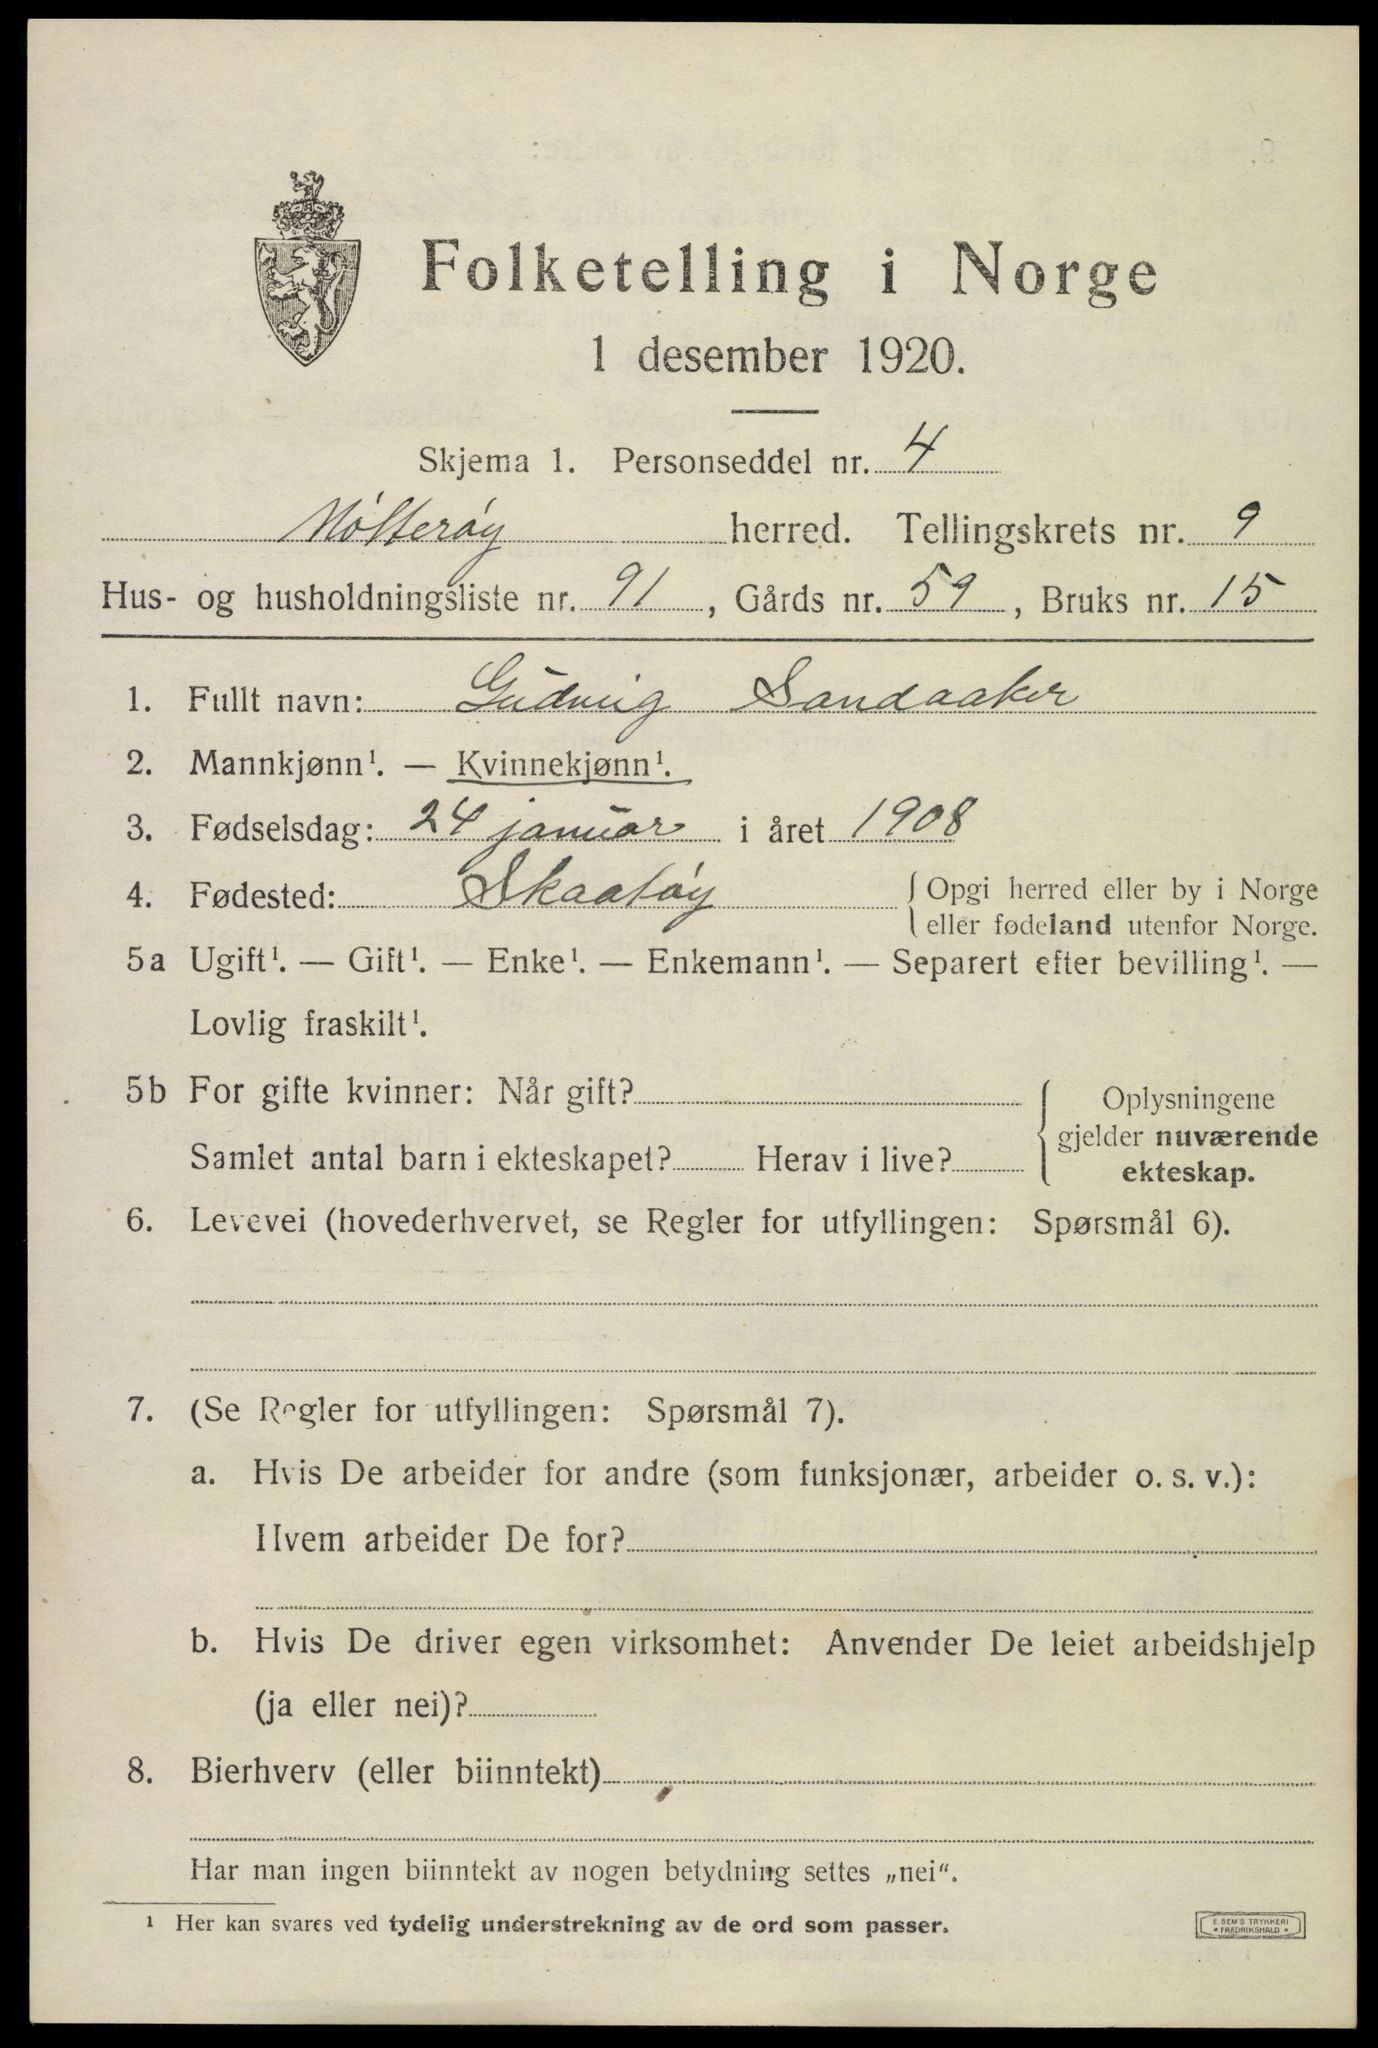 Folketelling i Norge
1 desember 1920.
Skjema 1. Personseddel nr. 4
Nótterøy herred. Tellingskrets nr. 9
Hus- og husholdningsliste nr. 91, Gårds nr. 59, Bruks nr. 15
1. Fullt navn: Gudveig Sandaaker
2. Mannkjønn¹. — Kvinnekjønn¹.
3. Fødselsdag: 24 januar i året 1908
4. Fødested: Skaatøy { Opgi herred eller by i Norge
eller fødeland utenfor Norge.
5a Ugift¹. — Gift¹. — Enke¹. — Enkemann¹. — Separert efter bevilling¹. —
Lovlig fraskilt¹.
5b For gifte kvinner: Når gift?
Samlet antal barn i ekteskapet? Herav i live?
{ Oplysningene
gjelder nuværende
ekteskap.
6. Levevei (hovederhvervet, se Regler for utfyllingen: Spørsmål 6).
7. (Se Regler for utfyllingen: Spørsmål 7).
a. Hvis De arbeider for andre (som funksjonær, arbeider o. s. v.):
Hvem arbeider De for?
b. Hvis De driver egen virksomhet: Anvender De leiet arbeidshjelp
(ja eller nei)?
8. Bierhverv (eller biinntekt)
Har man ingen biinntekt av nogen betydning settes „nei“.
¹ Her kan svares ved tydelig understrekning av de ord som passer.
E. SEM'S TRYKKERI
* FREDRIKSHALD *